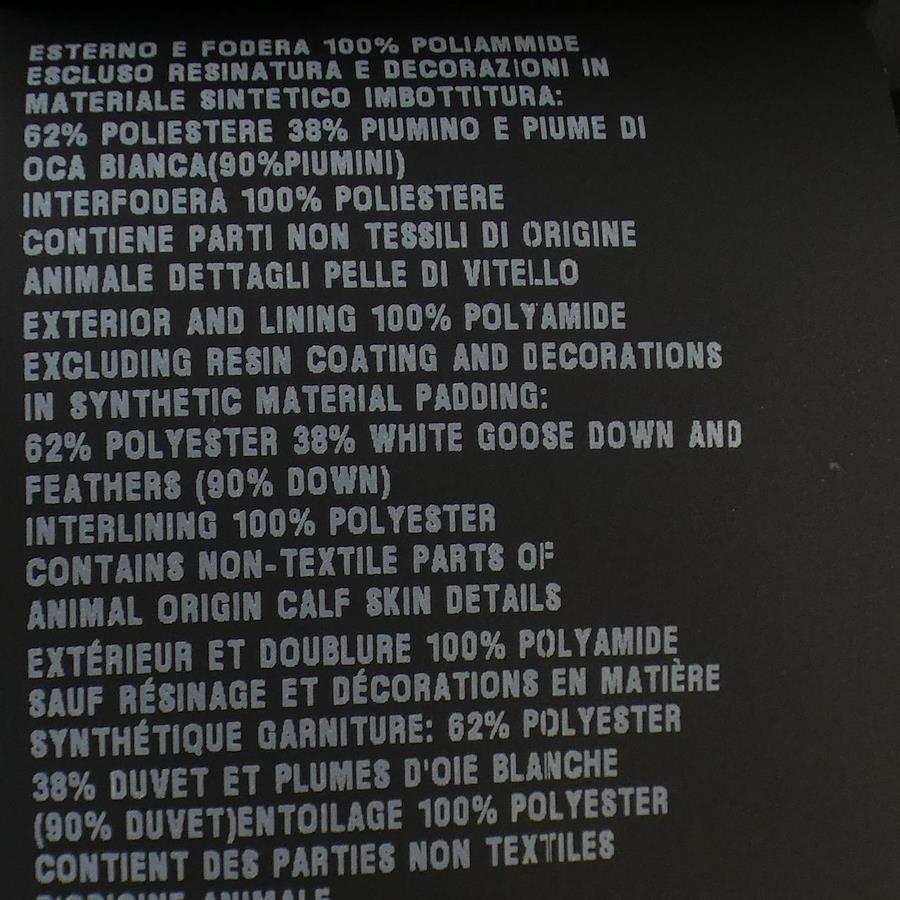 ESTERNO E FODERA 100% POLIAMMIDE
ESCLUSO RESINATURA E DECORAZIONI IN
MATERIALE SINTETICO IMBOTTITURA:
62% POLIESTERE 38% PIUMINO E PIUME DI
OCA BIANCA(90%PIUMINI)
INTERFODERA 100% POLIESTERE
CONTIENE PARTI NON TESSILI DI ORIGINE
ANIMALE DETTAGLI PELLE DI VITELLO
EXTERIOR AND LINING 100% POLYAMIDE
EXCLUDING RESIN COATING AND DECORATIONS
IN SYNTHETIC MATERIAL PADDING:
62% POLYESTER 38% WHITE GOOSE DOWN AND
FEATHERS (90% DOWN)
INTERLINING 100% POLYESTER
CONTAINS NON-TEXTILE PARTS OF
ANIMAL ORIGIN CALF SKIN DETAILS
EXTÉRIEUR ET DOUBLURE 100% POLYAMIDE
SAUF RÉSINAGE ET DÉCORATIONS EN MATIÈRE
SYNTHÉTIQUE GARNITURE: 62% POLYESTER
38% DUVET ET PLUMES D'OIE BLANCHE
(90% DUVET)ENTOILAGE 100% POLYESTER
CONTIENT DES PARTIES NON TEXTILES
D'ORIGINE ANIMALE